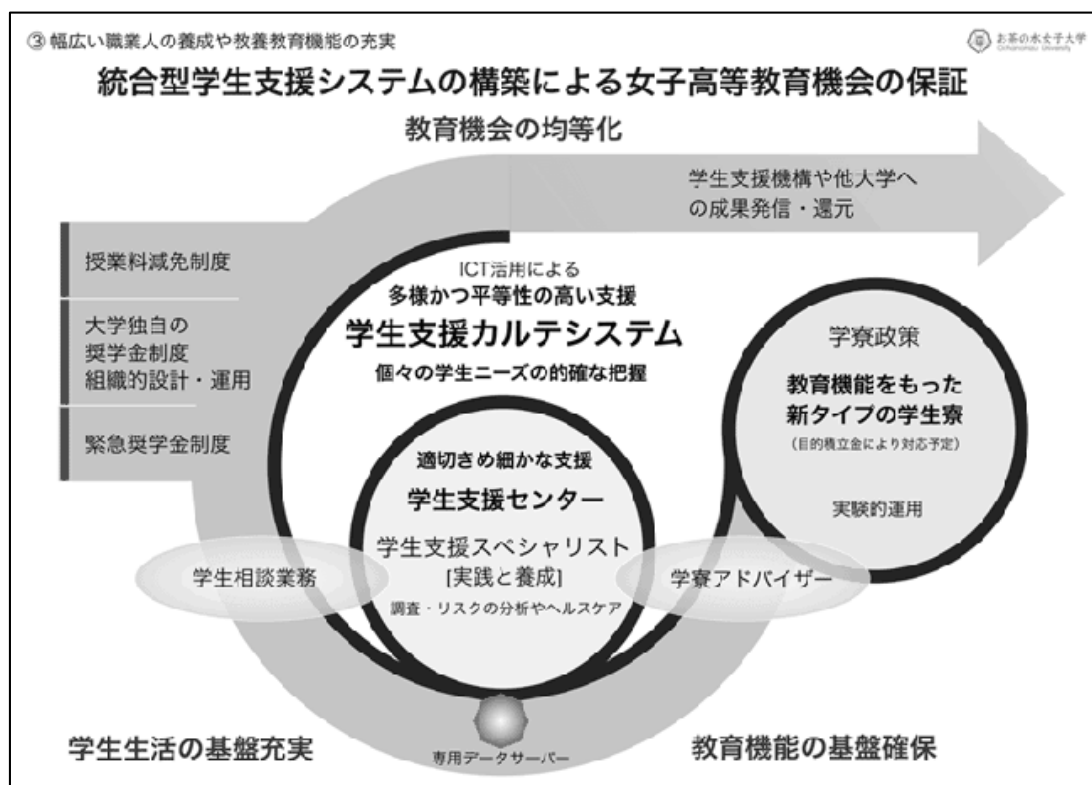 ③ 幅広い職業人の養成や教養教育機能の充実
お茶の水女子大学
Ochanomizu University
統合型学生支援システムの構築による女子高等教育機会の保証
教育機会の均等化
学生支援機構や他大学へ
の成果発信・還元
授業料減免制度
大学独自の
奨学金制度
組織的設計・運用
緊急奨学金制度
ICT活用による
多様かつ平等性の高い支援
学生支援カルテシステム
個々の学生ニーズの的確な把握
適切きめ細かな支援
学生支援センター
学生支援スペシャリスト
[実践と養成]
調査・リスクの分析やヘルスケア
学寮政策
教育機能をもった
新タイプの学生寮
（目的積立金により対応予定）
実験的運用
学生相談業務
学寮アドバイザー
専用データサーバー
学生生活の基盤充実
教育機能の基盤確保